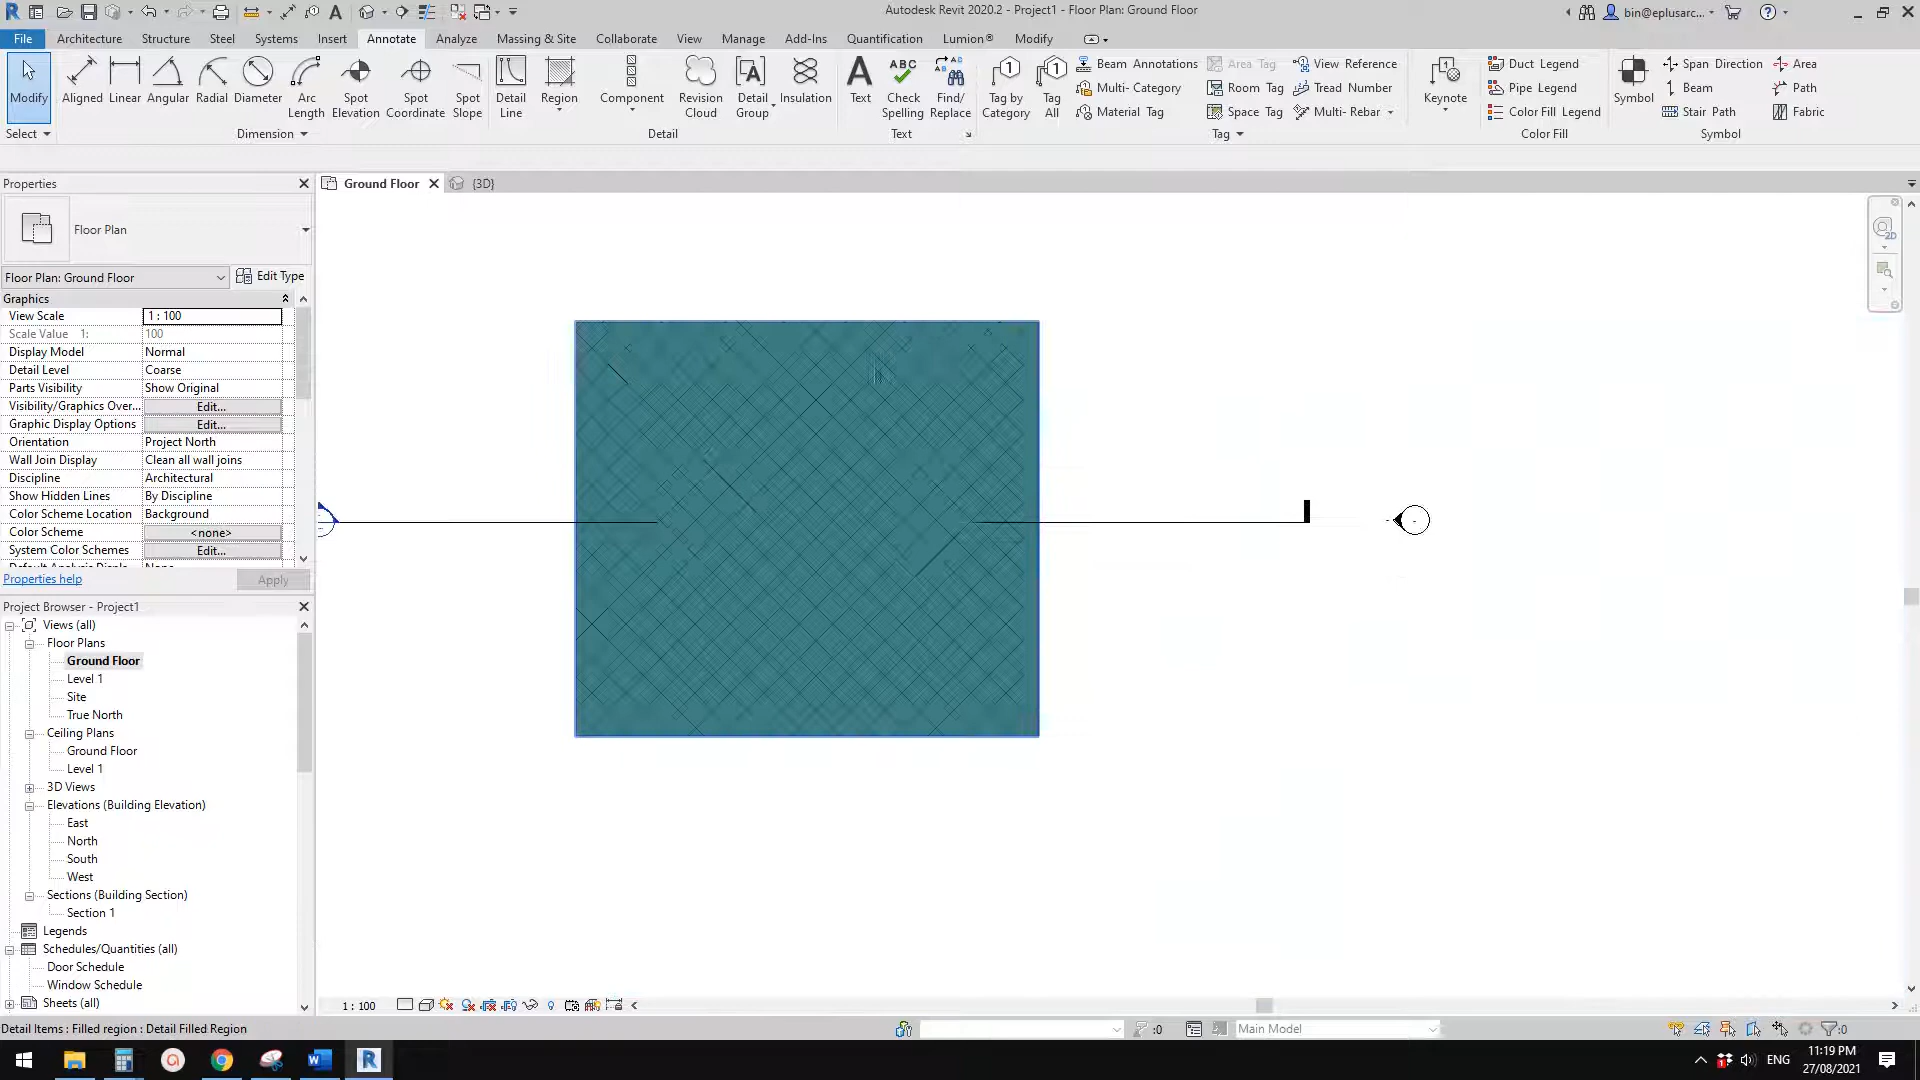 Autodesk Revit 2020.2 - Project1 - Floor Plan: Ground Floor
bin@eplusarc...
File Architecture Structure Steel Systems Insert Annotate Analyze Massing & Site Collaborate View Manage Add-Ins Quantification Lumion® Modify
Modify Aligned Linear Angular Radial Diameter Arc Length Spot Elevation Spot Coordinate Spot Slope Detail Line Region Component Revision Cloud Detail Group Insulation Text ABC Check Spelling Find/ Replace Tag by Category Tag All
Beam Annotations Area Tag View Reference Duct Legend Span Direction Area
Multi- Category Room Tag Tread Number Keynote Pipe Legend Symbol Beam Path
Material Tag Space Tag Multi- Rebar Color Fill Legend Stair Path Fabric
Select Dimension Detail Text Tag Color Fill Symbol
Properties
Ground Floor {3D}
Floor Plan
Floor Plan: Ground Floor Edit Type
Graphics
View Scale 1 : 100
Scale Value 1: 100
Display Model Normal
Detail Level Coarse
Parts Visibility Show Original
Visibility/Graphics Over... Edit...
Graphic Display Options Edit...
Orientation Project North
Wall Join Display Clean all wall joins
Discipline Architectural
Show Hidden Lines By Discipline
Color Scheme Location Background
Color Scheme <none>
System Color Schemes Edit...
Properties help Apply
Project Browser - Project1
Views (all)
Floor Plans
Ground Floor
Level 1
Site
True North
Ceiling Plans
Ground Floor
Level 1
3D Views
Elevations (Building Elevation)
East
North
South
West
Sections (Building Section)
Section 1
Legends
Schedules/Quantities (all)
Door Schedule
Window Schedule
Sheets (all)
1 : 100
Detail Items : Filled region : Detail Filled Region
:0 Main Model :0
ENG
11:19 PM
27/08/2021